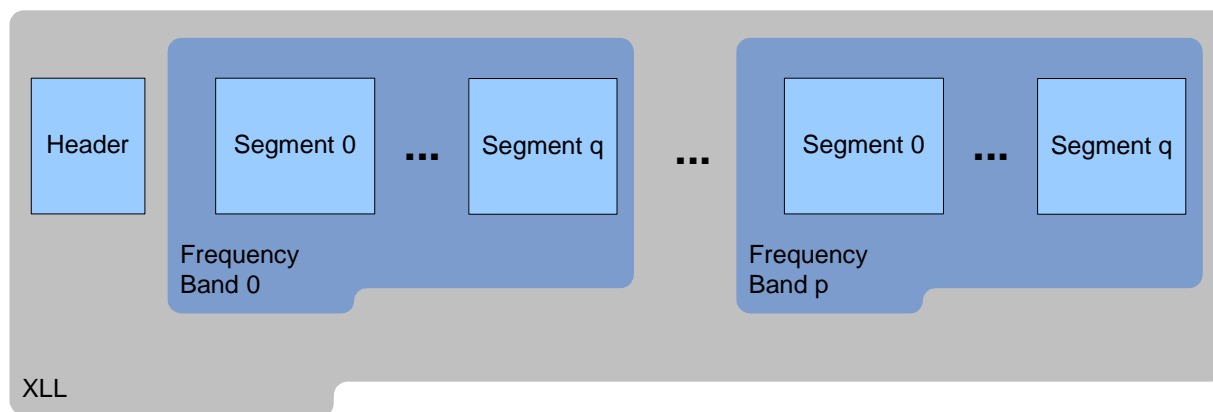 Header
Segment 0
...
Segment q
...
Segment 0
...
Segment q
Frequency
Band 0
Frequency
Band p
XLL